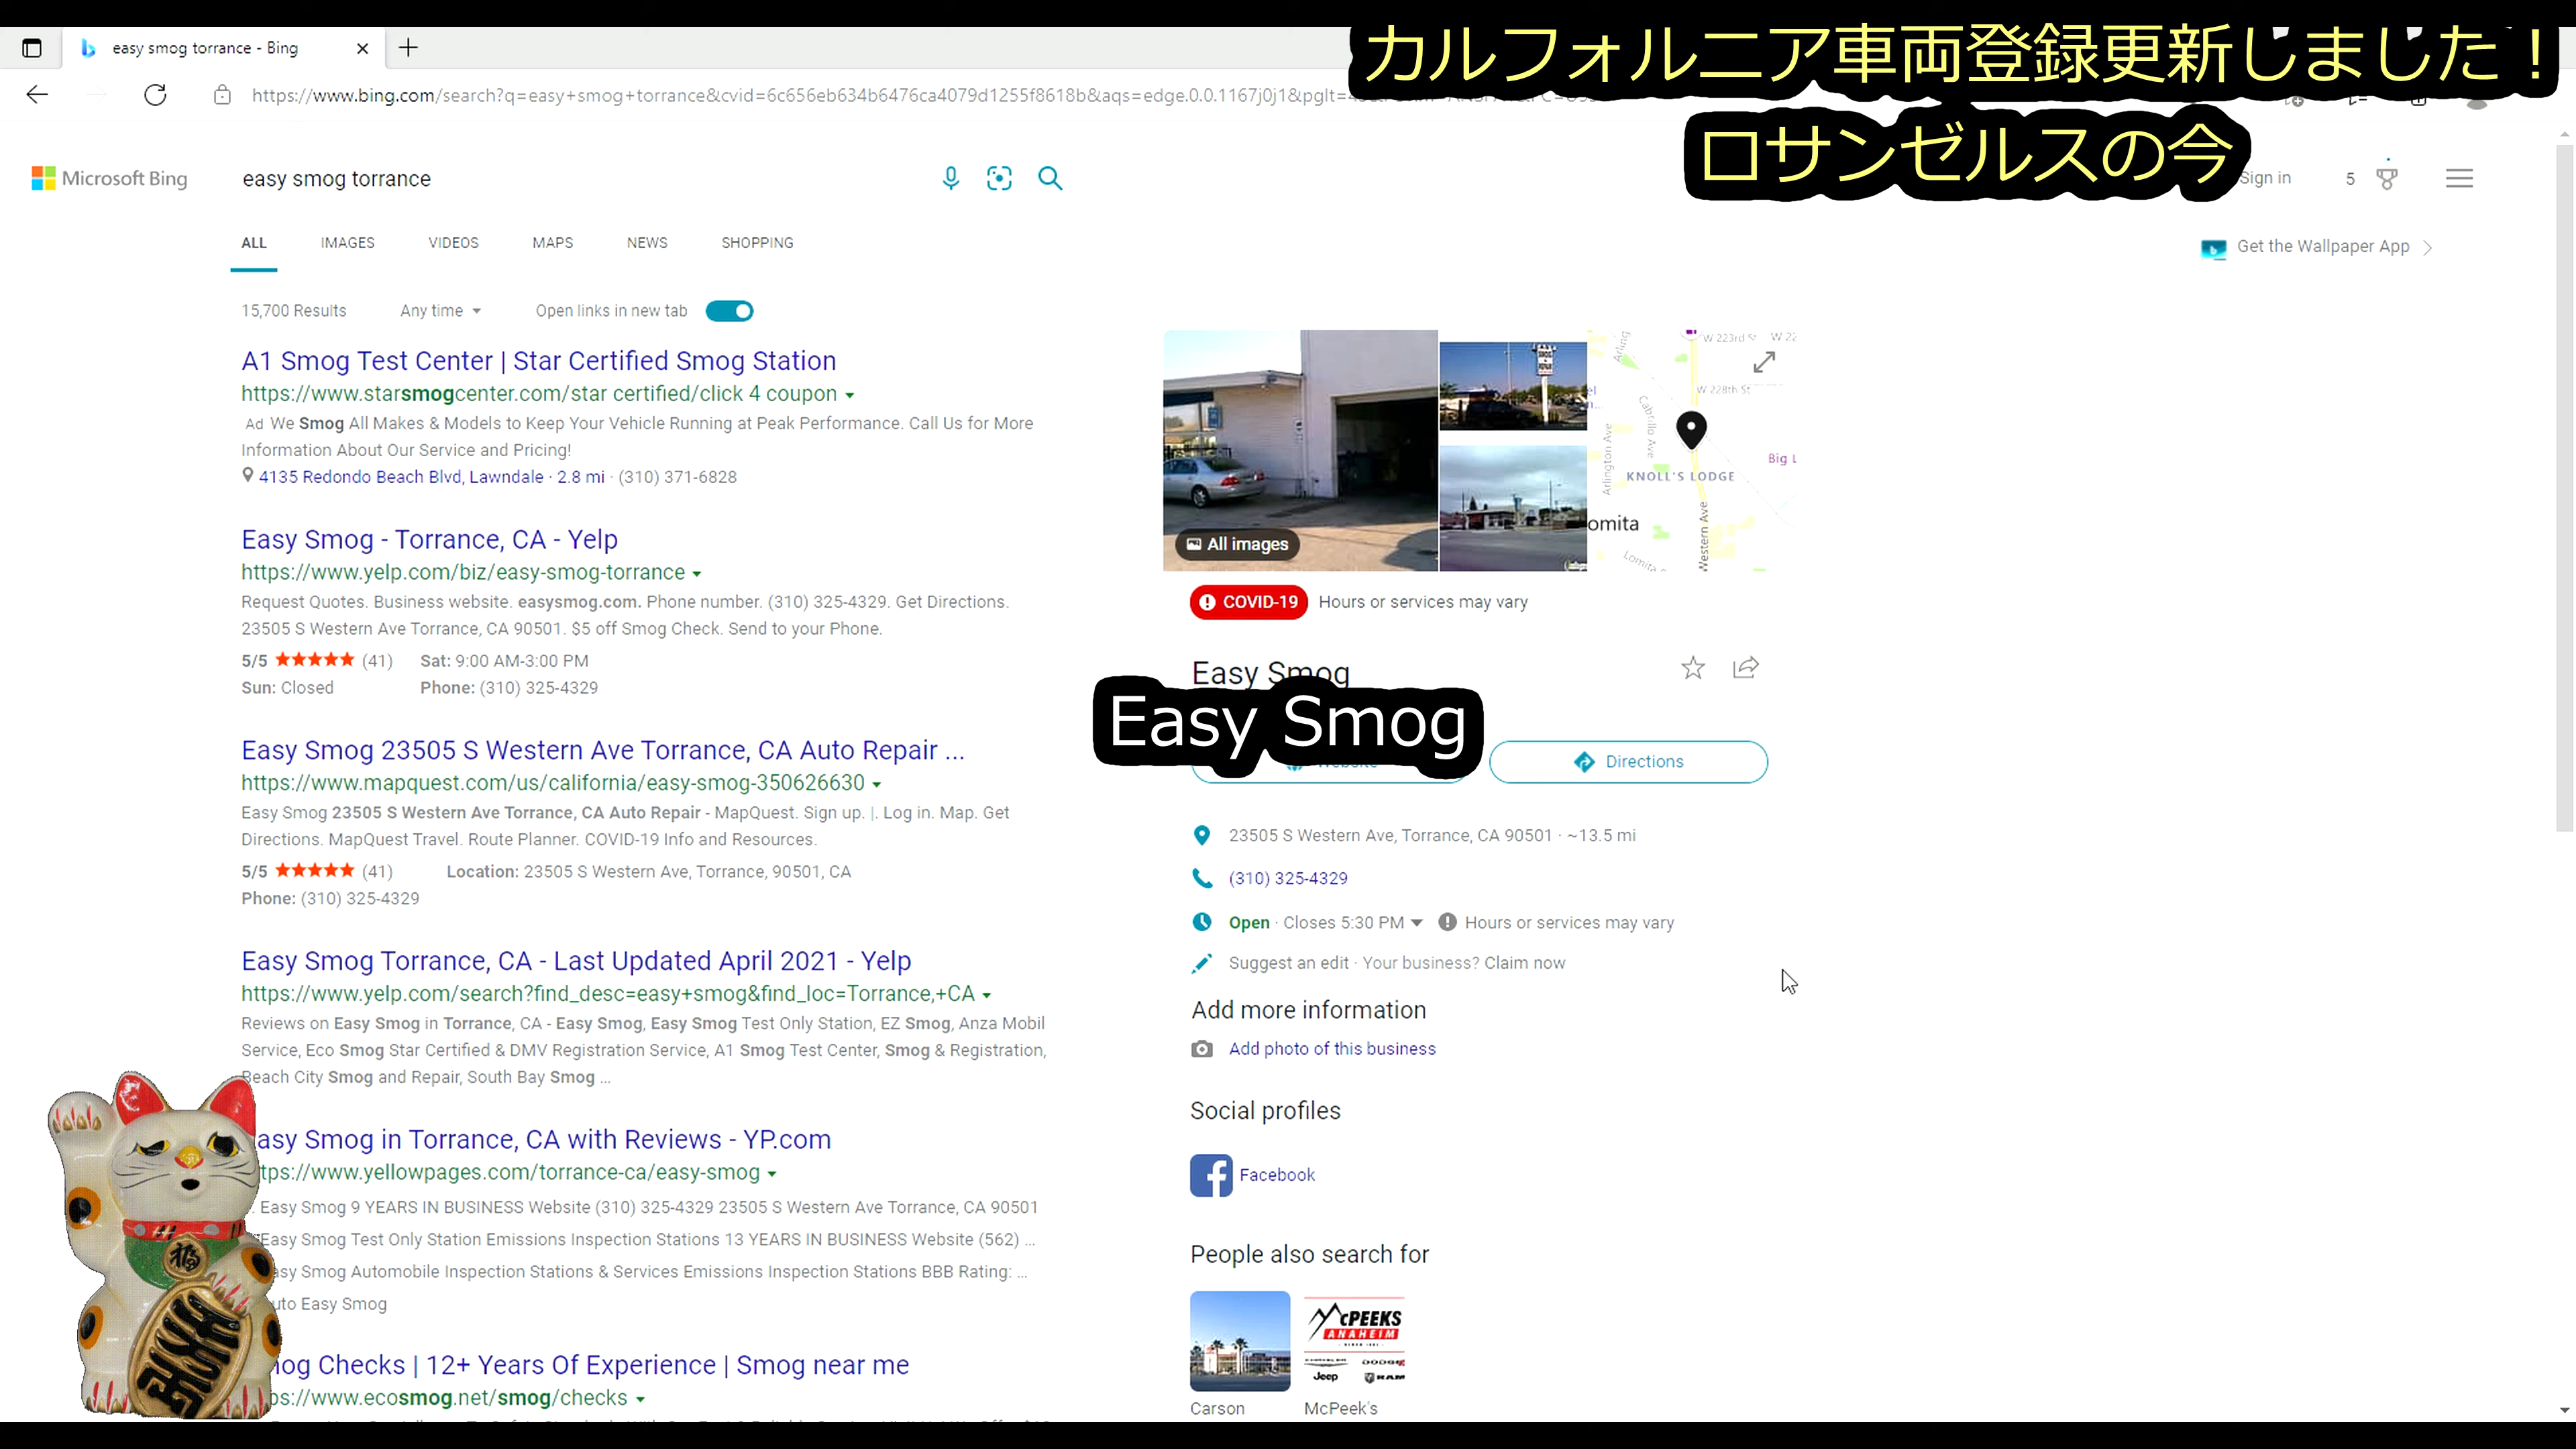 カルフォルニア車両登録更新しました！
ロサンゼルスの今
easy smog torrance - Bing
https://www.bing.com/search?q=easy+smog+torrance&cvid=6c656eb634b6476ca4079d1255f8618b&aqs=edge.0.0.1167j0j1&pglt=
Microsoft Bing
easy smog torrance
Sign in
5
ALL IMAGES VIDEOS MAPS NEWS SHOPPING
Get the Wallpaper App
15,700 Results Any time Open links in new tab
A1 Smog Test Center | Star Certified Smog Station
https://www.starsmogcenter.com/star certified/click 4 coupon
Ad We Smog All Makes & Models to Keep Your Vehicle Running at Peak Performance. Call Us for More
Information About Our Service and Pricing!
4135 Redondo Beach Blvd, Lawndale · 2.8 mi · (310) 371-6828
Easy Smog - Torrance, CA - Yelp
https://www.yelp.com/biz/easy-smog-torrance
Request Quotes. Business website. easysmog.com. Phone number. (310) 325-4329. Get Directions.
23505 S Western Ave Torrance, CA 90501. $5 off Smog Check. Send to your Phone.
5/5 (41) Sat: 9:00 AM-3:00 PM
Sun: Closed Phone: (310) 325-4329
Easy Smog 23505 S Western Ave Torrance, CA Auto Repair ...
https://www.mapquest.com/us/california/easy-smog-350626630
Easy Smog 23505 S Western Ave Torrance, CA Auto Repair - MapQuest. Sign up. |. Log in. Map. Get
Directions. MapQuest Travel. Route Planner. COVID-19 Info and Resources.
5/5 (41) Location: 23505 S Western Ave, Torrance, 90501, CA
Phone: (310) 325-4329
Easy Smog Torrance, CA - Last Updated April 2021 - Yelp
https://www.yelp.com/search?find_desc=easy+smog&find_loc=Torrance,+CA
Reviews on Easy Smog in Torrance, CA - Easy Smog, Easy Smog Test Only Station, EZ Smog, Anza Mobil
Service, Eco Smog Star Certified & DMV Registration Service, A1 Smog Test Center, Smog & Registration,
Beach City Smog and Repair, South Bay Smog ...
asy Smog in Torrance, CA with Reviews - YP.com
tps://www.yellowpages.com/torrance-ca/easy-smog
Easy Smog 9 YEARS IN BUSINESS Website (310) 325-4329 23505 S Western Ave Torrance, CA 90501
Easy Smog Test Only Station Emissions Inspection Stations 13 YEARS IN BUSINESS Website (562) ...
asy Smog Automobile Inspection Stations & Services Emissions Inspection Stations BBB Rating: ...
uto Easy Smog
og Checks | 12+ Years Of Experience | Smog near me
ps://www.ecosmog.net/smog/checks
All images
W 223rd St
W 22
W 228th St
Arling
Cabrillo Ave
Arlington Ave
Big L
KNOLL'S LODGE
omita
Western Ave
Lomita
COVID-19 Hours or services may vary
Easy Smog
Easy Smog
Website
Directions
23505 S Western Ave, Torrance, CA 90501 · ~13.5 mi
(310) 325-4329
Open · Closes 5:30 PM Hours or services may vary
Suggest an edit · Your business? Claim now
Add more information
Add photo of this business
Social profiles
Facebook
People also search for
McPEEKS
ANAHEIM
DODGE
Jeep RAM
Carson McPeek's
福